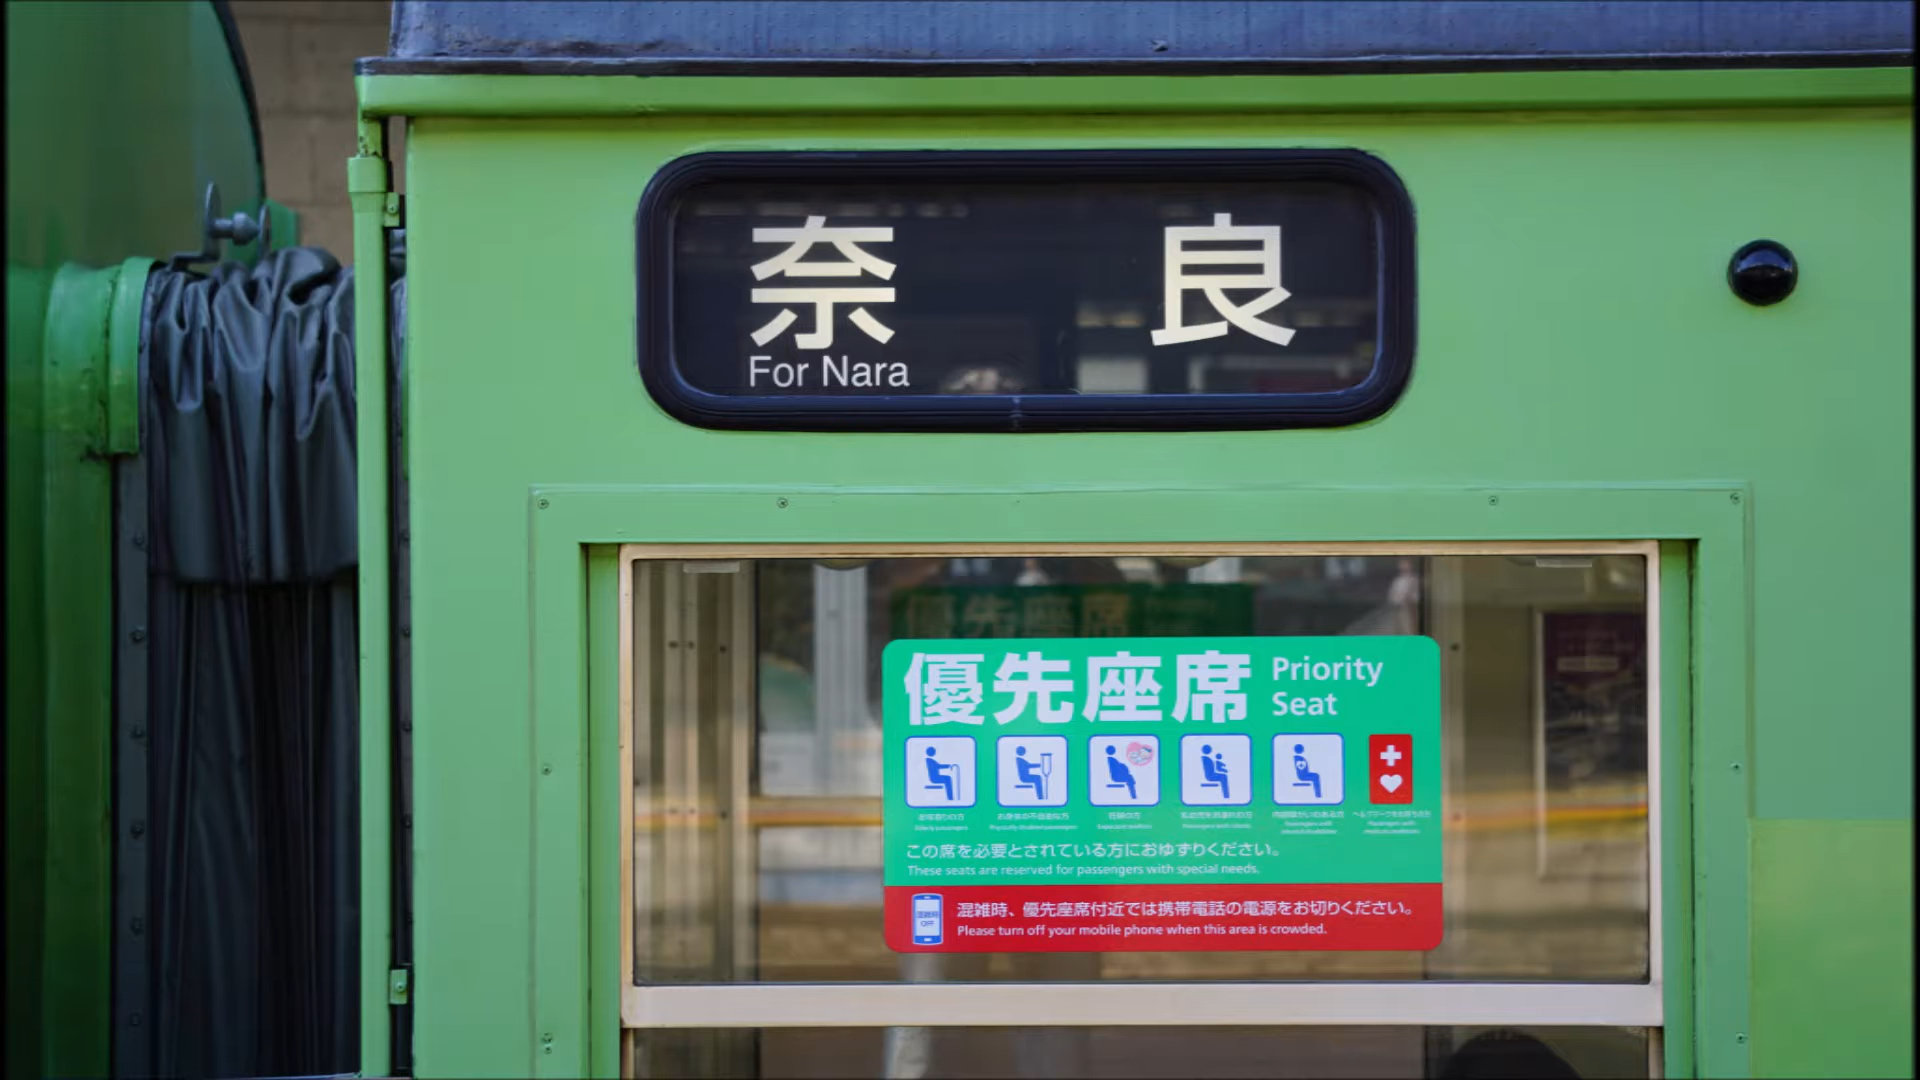 奈良
For Nara
優先座席
Priority
Seat
この席を必要とされている方におゆずりください。
These seats are reserved for passengers with special needs.
混雑時、優先座席付近では携帯電話の電源をお切りください。
Please turn off your mobile phone when this area is crowded.